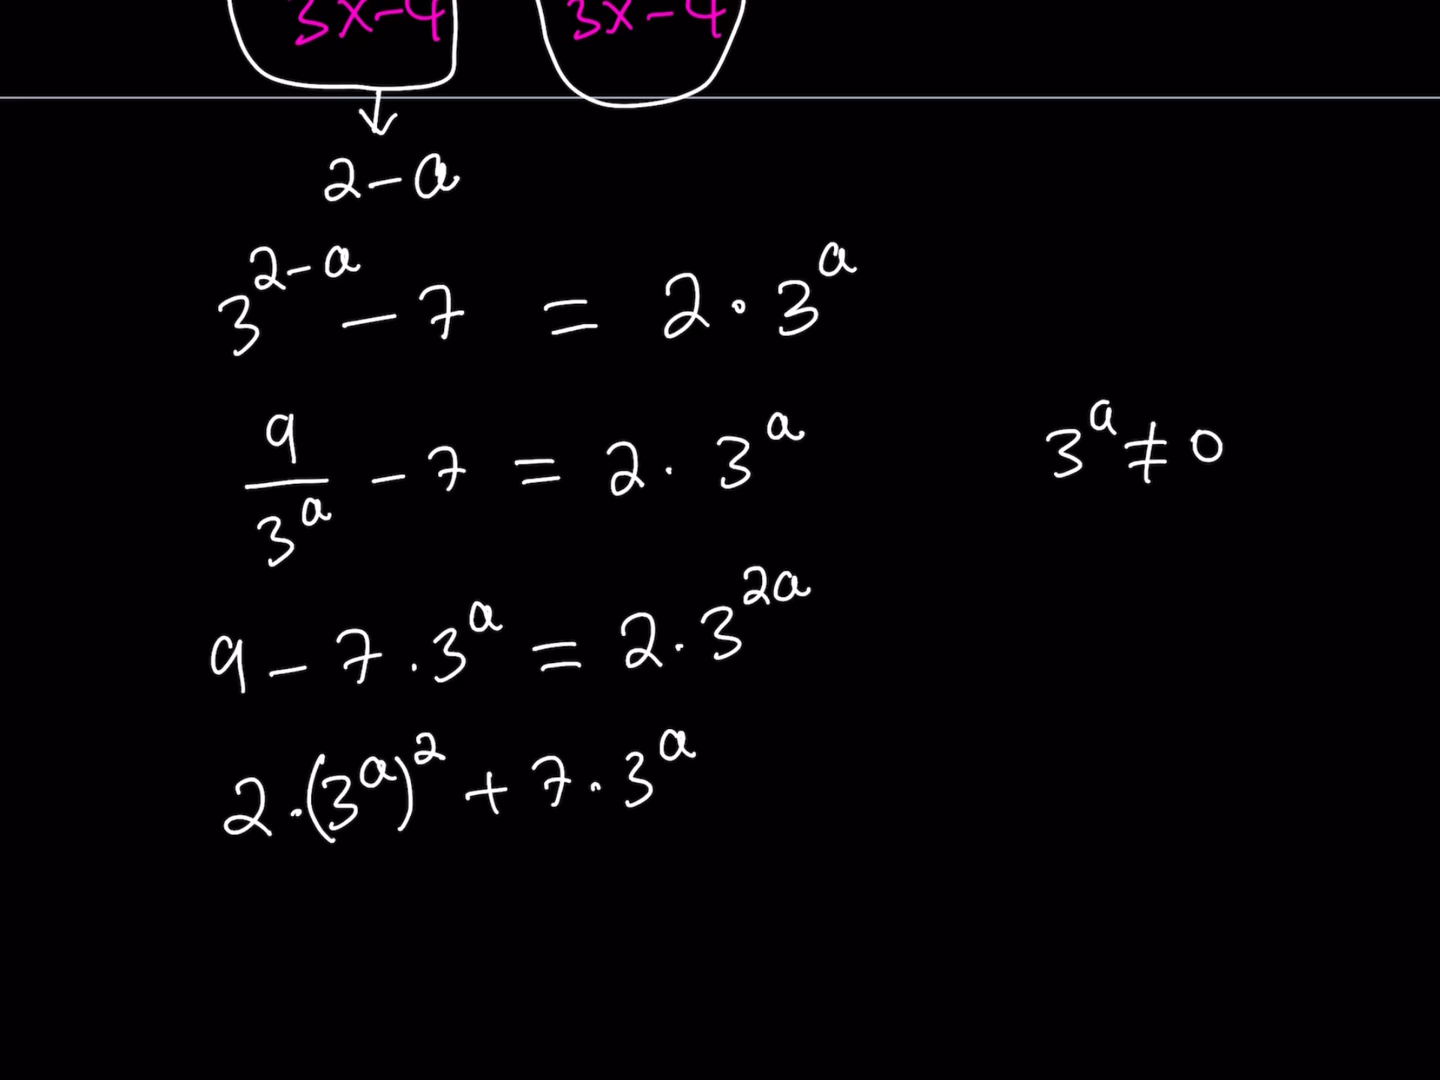 3x-4 3x-4
2-a
3^{2-a} - 7 = 2 · 3^a
9/3^a - 7 = 2 · 3^a 3^a ≠ 0
9 - 7 · 3^a = 2 · 3^{2a}
2 · (3^a)^2 + 7 · 3^a